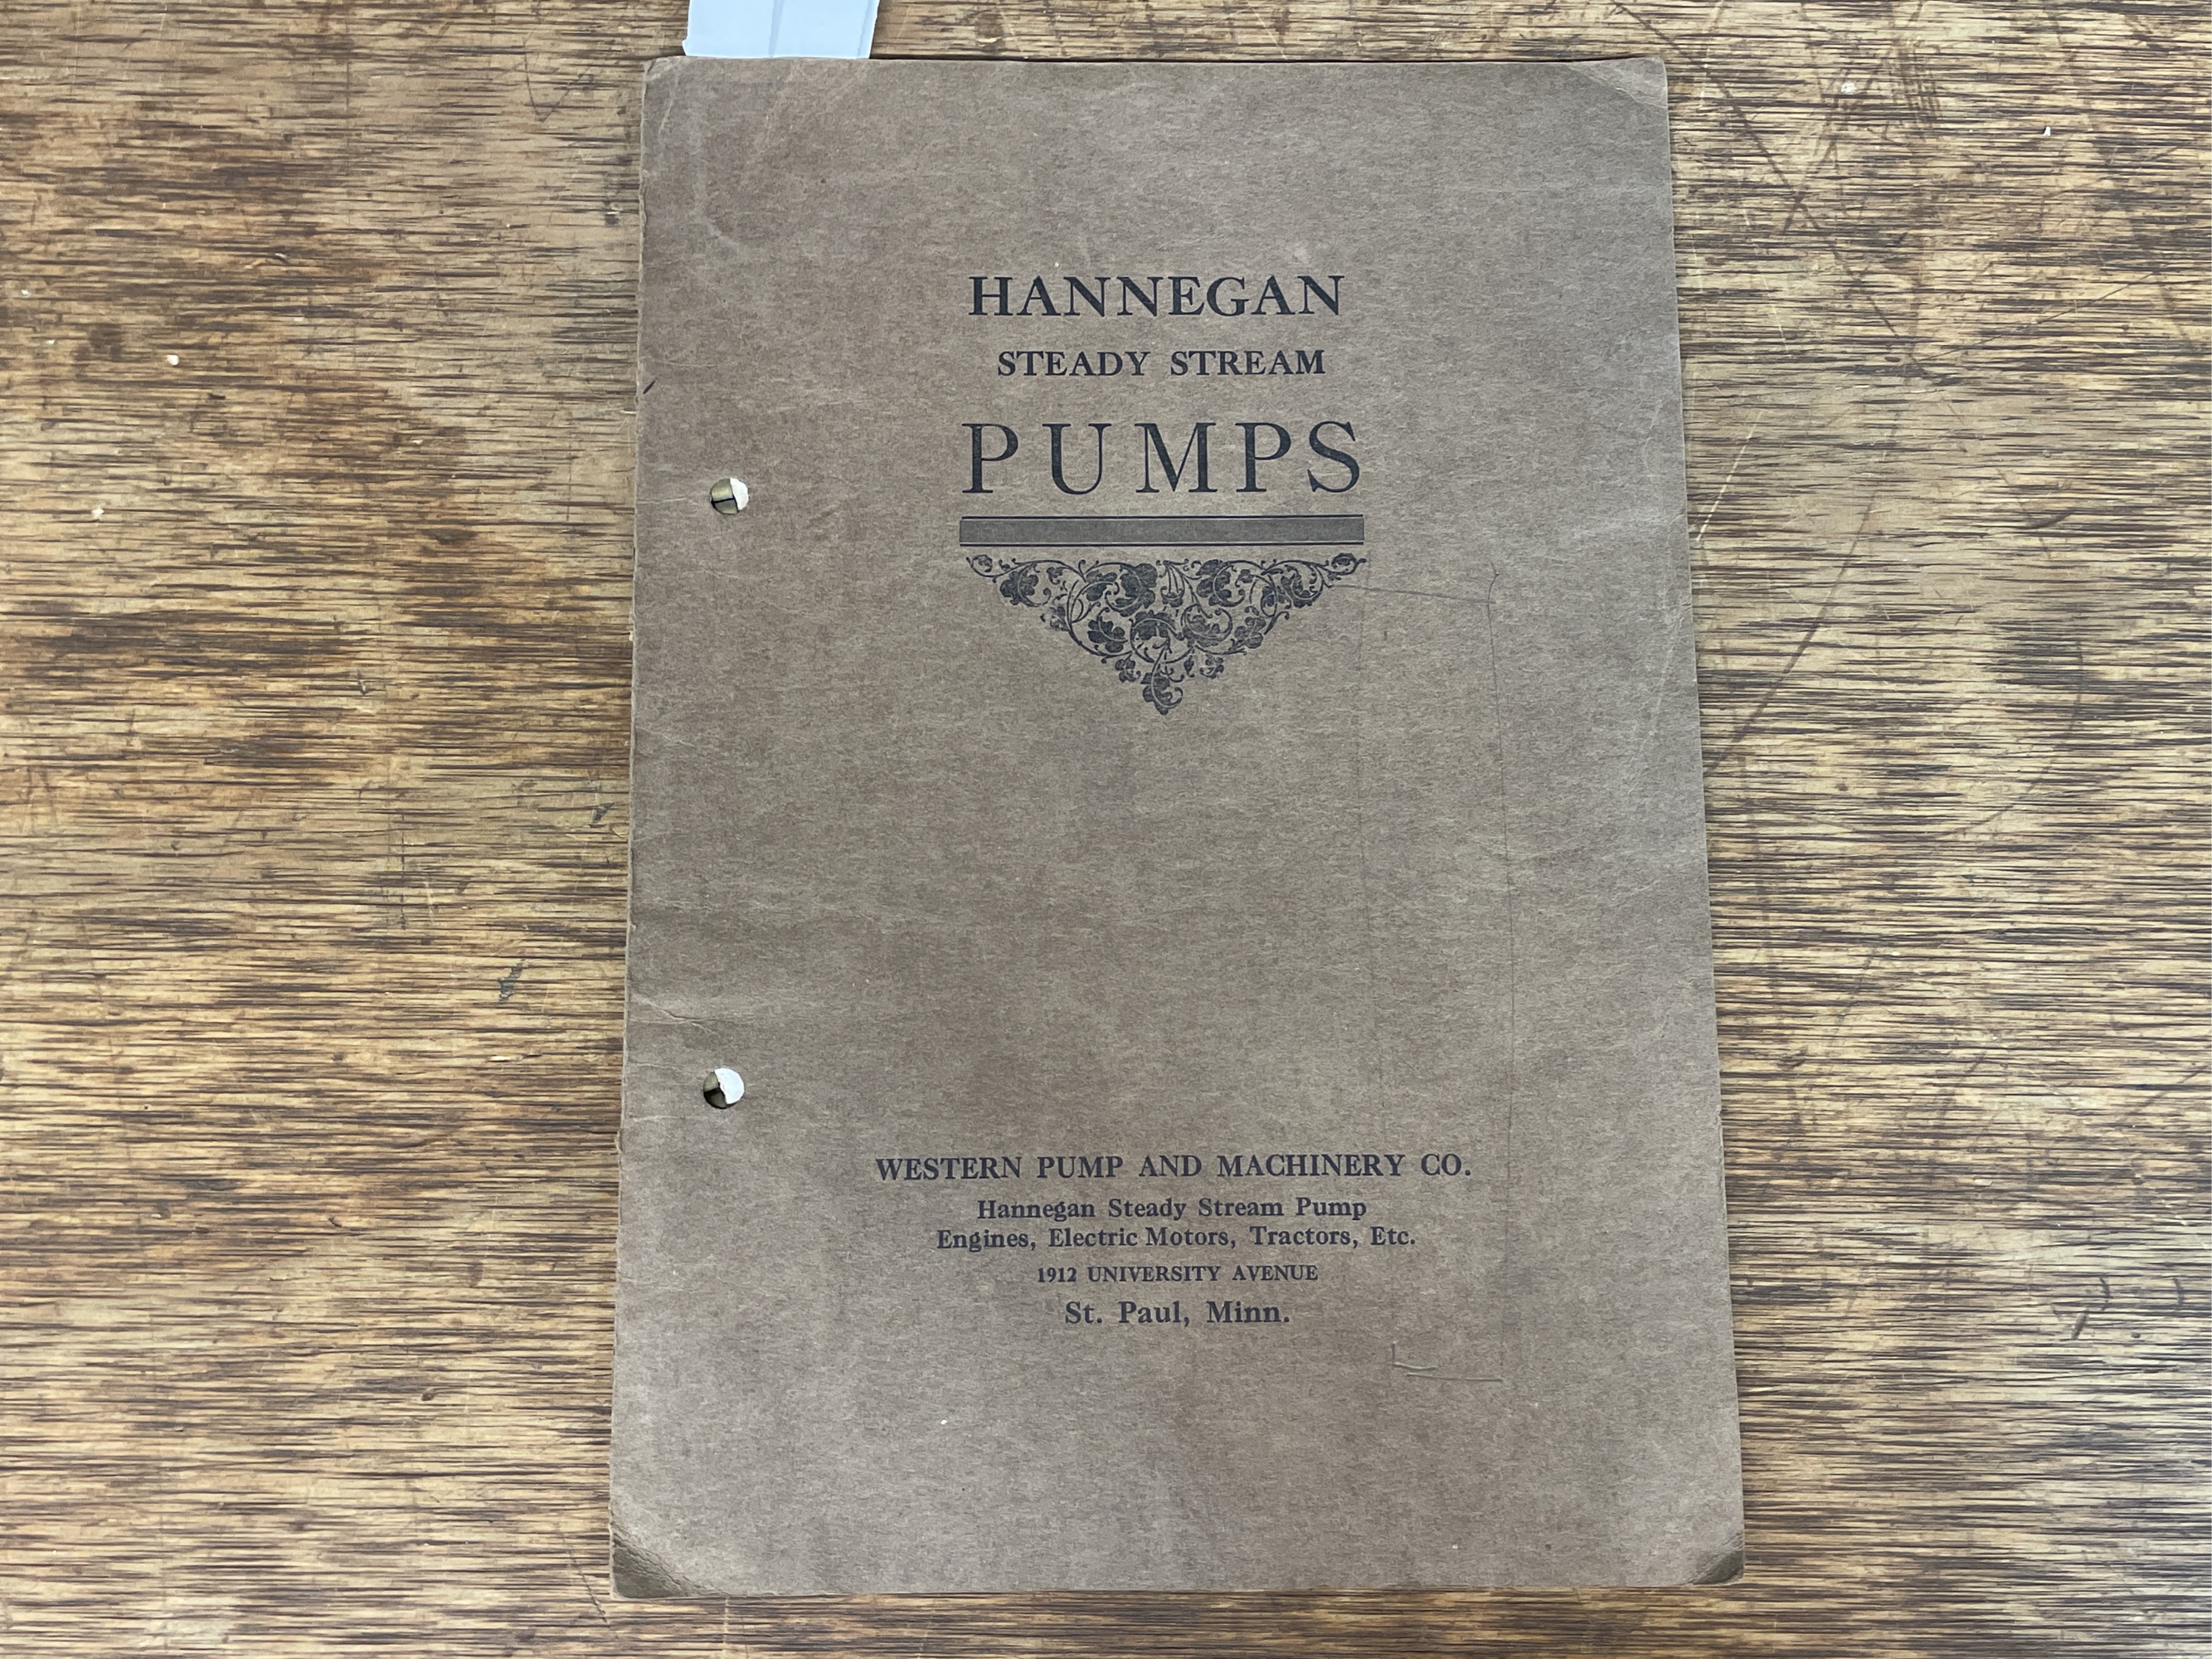 HANNEGAN
STEADY STREAM
PUMPS
WESTERN PUMP AND MACHINERY CO.
Hannegan Steady Stream Pump
Engines, Electric Motors, Tractors, Etc.
1912 UNIVERSITY AVENUE
St. Paul, Minn.